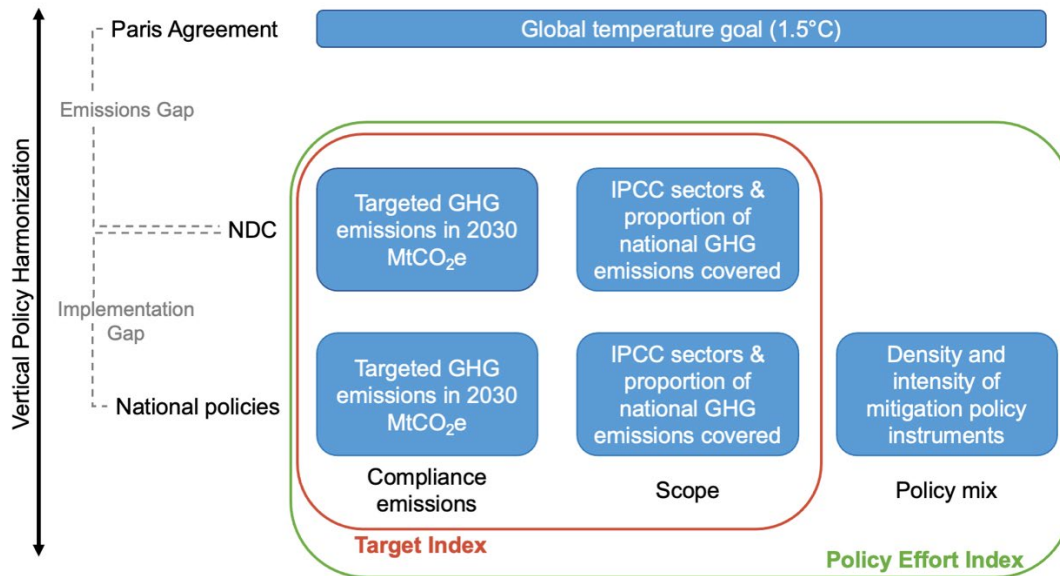 Paris Agreement
Global temperature goal (1.5°C)
Vertical Policy Harmonization
Emissions Gap
NDC
Targeted GHG
emissions in 2030
MtCO₂e
IPCC sectors &
proportion of
national GHG
emissions covered
Implementation
Gap
National policies
Targeted GHG
emissions in 2030
MtCO₂e
IPCC sectors &
proportion of
national GHG
emissions covered
Density and
intensity of
mitigation policy
instruments
Compliance
emissions
Scope
Policy mix
Target Index
Policy Effort Index